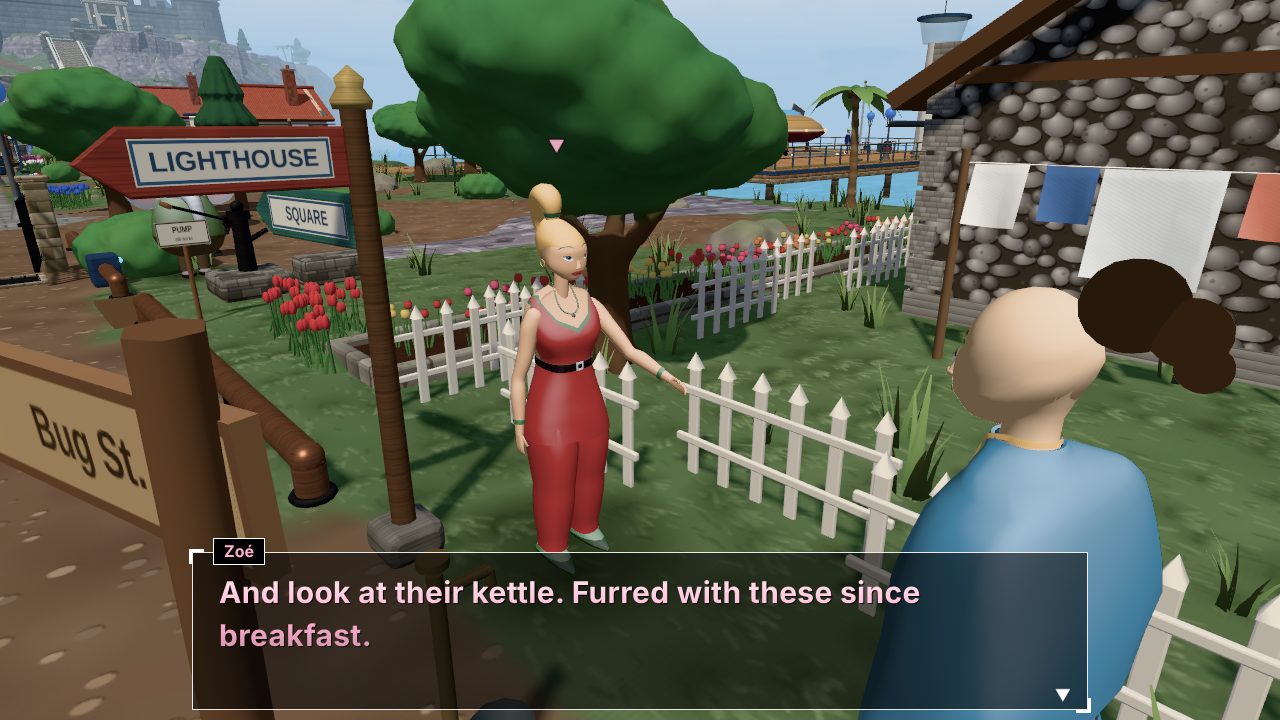 LIGHTHOUSE
SQUARE
PUMP
Bug St.
Zoé
And look at their kettle. Furred with these since
breakfast.